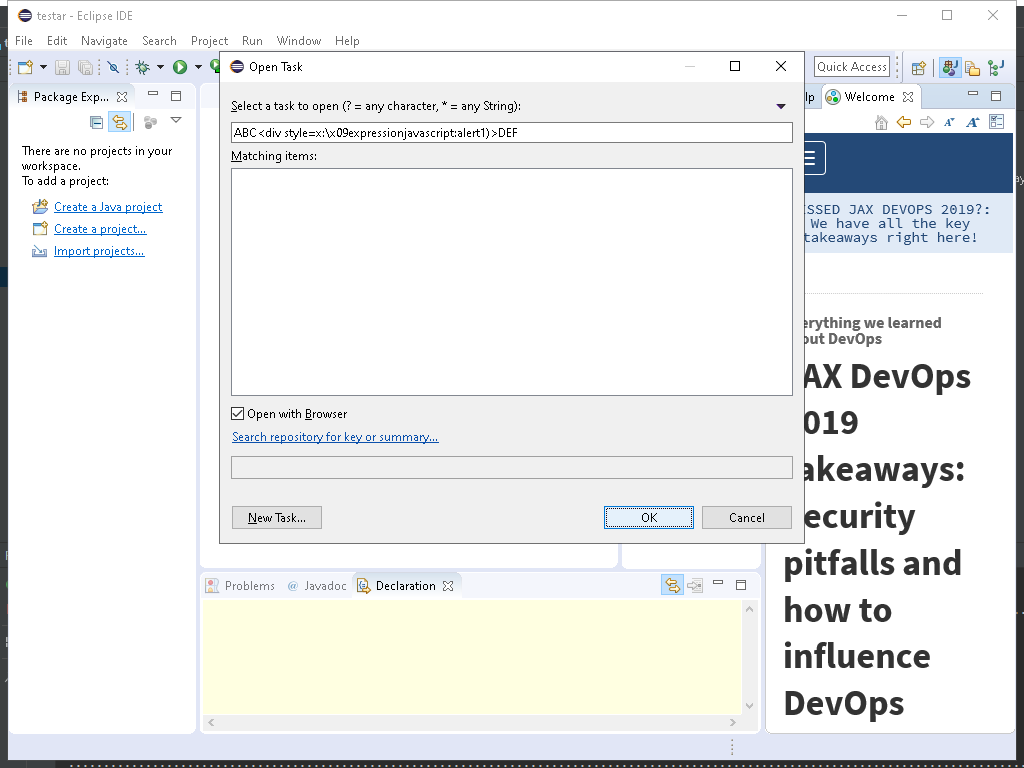 testar - Eclipse IDE
File Edit Navigate Search Project Run Window Help
Quick Access
Package Exp...
There are no projects in your
workspace.
To add a project:
Create a Java project
Create a project...
Import projects...
Open Task
Select a task to open (? = any character, * = any String):
ABC<div style=x:\x09expressionjavascript:alert1)>DEF
Matching items:
Open with Browser
Search repository for key or summary...
New Task...
OK
Cancel
Welcome
SSED JAX DEVOPS 2019?:
We have all the key
takeaways right here!
erything we learned
out DevOps
AX DevOps
019
akeaways:
ecurity
pitfalls and
how to
influence
DevOps
Problems @ Javadoc Declaration